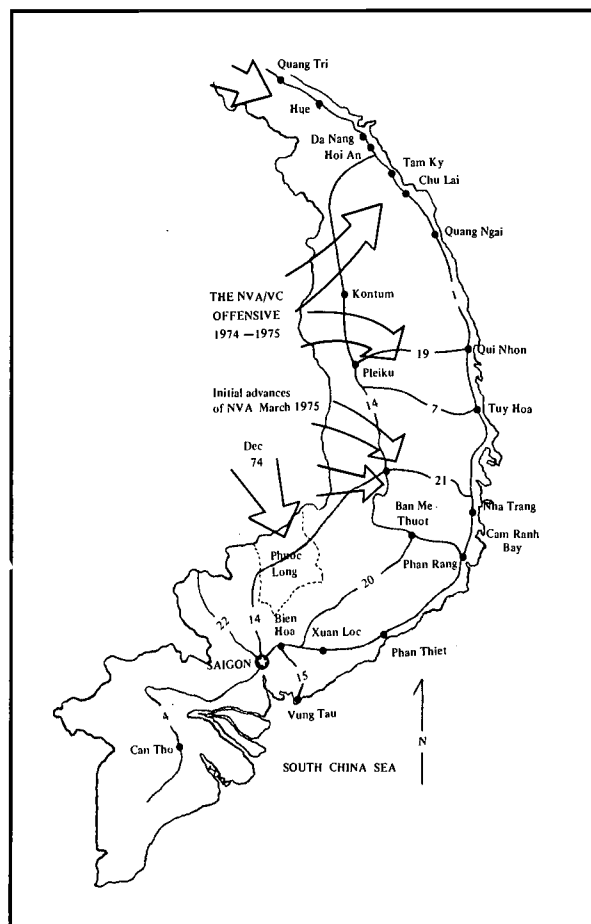 Quang Tri
Hue
Da Nang
Hoi An
Tam Ky
Chu Lai
Quang Ngai
THE NVA/VC
OFFENSIVE
1974 — 1975
Kontum
19
Qui Nhon
Pleiku
Initial advances
of NVA March 1975
14
7
Tuy Hoa
Dec
74
21
Ban Me
Thuot
Nha Trang
Cam Ranh
Bay
Phuoc
Long
Phan Rang
20
22
14
Bien
Hoa
Xuan Loc
Phan Thiet
SAIGON
15
Vung Tau
4
Can Tho
N
SOUTH CHINA SEA
1